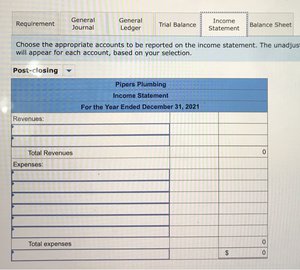 Requirement
General Journal
General Ledger
Trial Balance
Income Statement
Balance Sheet
Choose the appropriate accounts to be reported on the income statement. The unadjus
will appear for each account, based on your selection.
Post-closing
Pipers Plumbing
Income Statement
For the Year Ended December 31, 2021
Revenues:
Total Revenues 0
Expenses:
Total expenses 0
$ 0